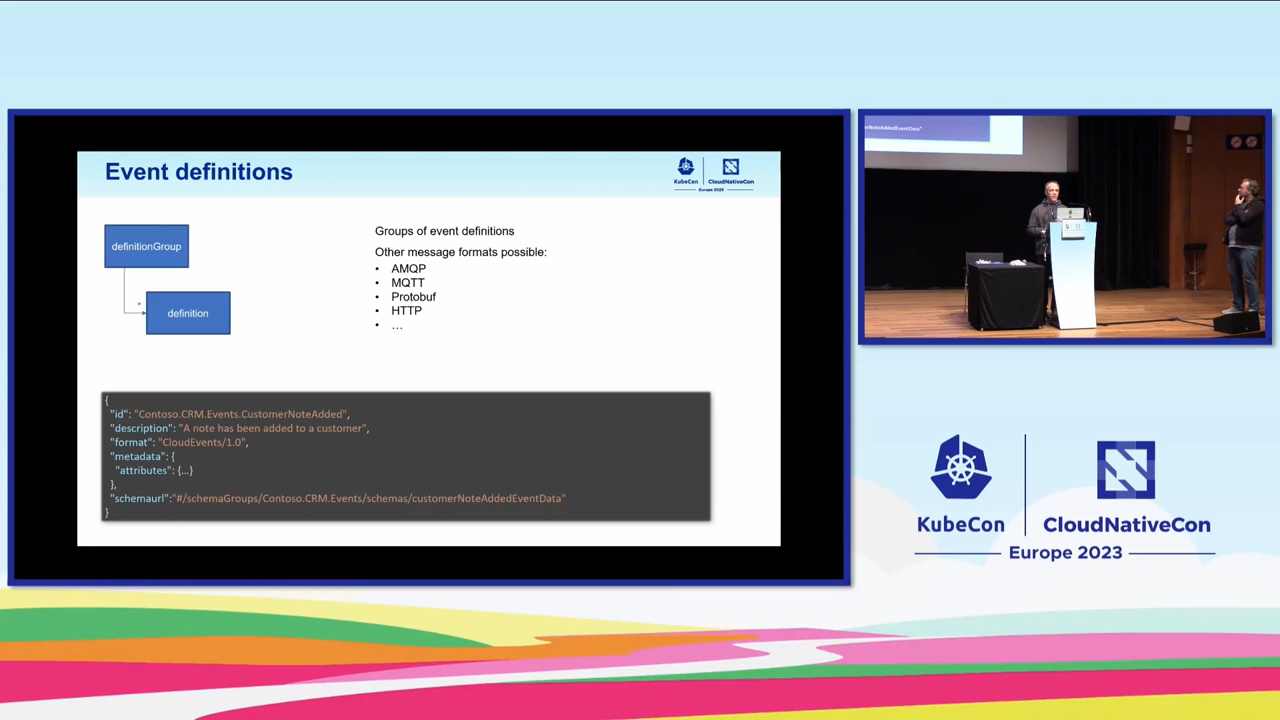 Event definitions
KubeCon
CloudNativeCon
Europe 2023
definitionGroup
*
definition
Groups of event definitions
Other message formats possible:
• AMQP
• MQTT
• Protobuf
• HTTP
• …
{
"id": "Contoso.CRM.Events.CustomerNoteAdded",
"description": "A note has been added to a customer",
"format": "CloudEvents/1.0",
"metadata": {
"attributes": {…}
},
"schemaurl":"#/schemaGroups/Contoso.CRM.Events/schemas/customerNoteAddedEventData"
}
erNoteAddedEventData"
KubeCon
CloudNativeCon
Europe 2023